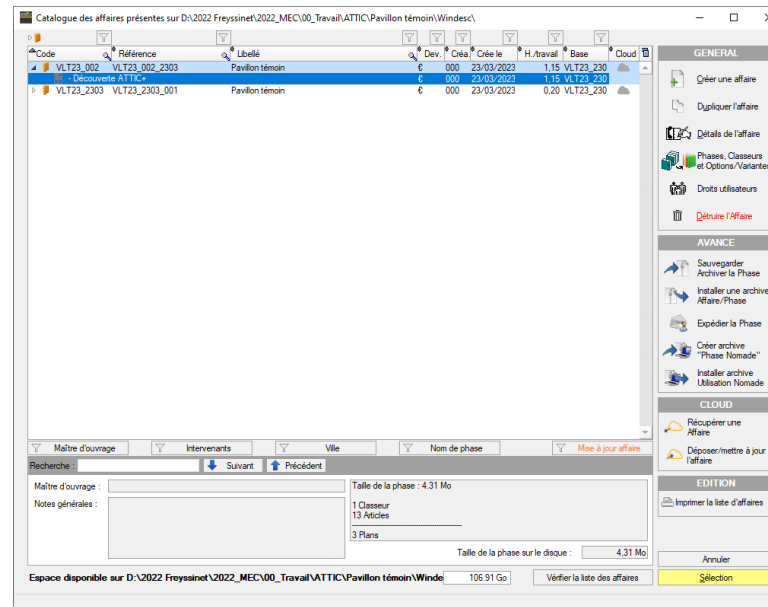 Catalogue des affaires présentes sur D:\2022 Freyssinet\2022_MEC\00_Travail\ATTIC\Pavillon témoin\Windesc\
Code Référence Libellé Dev. Créa. Crée le H./travail Base Cloud
VLT23_002 VLT23_002_2303 Pavillon témoin € 000 23/03/2023 1,15 VLT23_230
- Découverte ATTIC+ € 000 23/03/2023 1,15 VLT23_230
VLT23_2303 VLT23_2303_001 Pavillon témoin € 000 23/03/2023 0,20 VLT23_230
Maître d'ouvrage Intervenants Ville Nom de phase Mise à jour affaire
Recherche : Suivant Précédent
Maître d'ouvrage :
Notes générales :
Taille de la phase : 4.31 Mo
1 Classeur
13 Articles
3 Plans
Taille de la phase sur le disque : 4,31 Mo
Espace disponible sur D:\2022 Freyssinet\2022_MEC\00_Travail\ATTIC\Pavillon témoin\Winde 106.91 Go Vérifier la liste des affaires
GENERAL
Créer une affaire
Dupliquer l'affaire
Détails de l'affaire
Phases, Classeurs
et Options/Variante
Droits utilisateurs
Détruire l'Affaire
AVANCE
Sauvegarder
Archiver la Phase
Installer une archive
Affaire/Phase
Expédier la Phase
Créer archive
"Phase Nomade"
Installer archive
Utilisation Nomade
CLOUD
Récupérer une
Affaire
Déposer/mettre à jour
l'affaire
EDITION
Imprimer la liste d'affaires
Annuler
Sélection